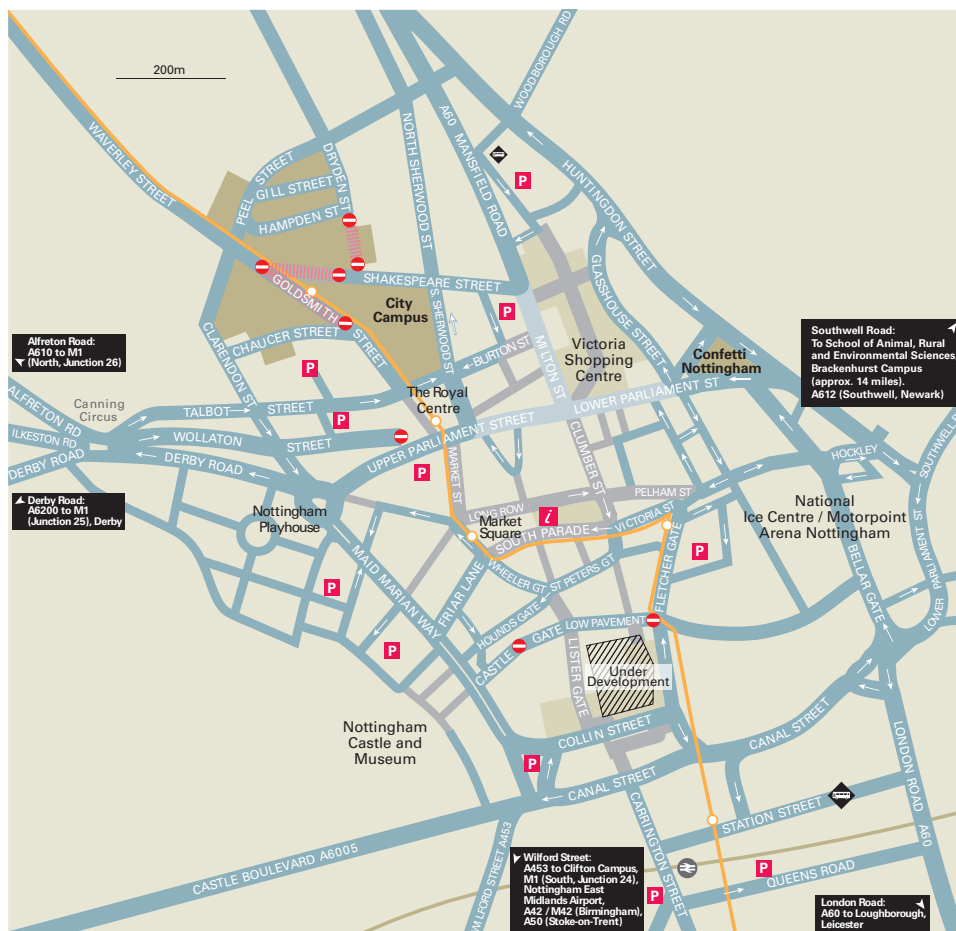 200m
WOODBOROUGH RD
WAVERLEY STREET
PEEL STREET
GILL STREET
HAMPDEN ST
DRYDEN ST
NORTH SHERWOOD ST
A60 MANSFIELD ROAD
P
HUNTINGDON STREET
GLASSHOUSE STREET
SHAKESPEARE STREET
GOLDSMITH STREET
City
Campus
S. SHERWOOD ST
P
CHAUCER STREET
CLARENDON ST
P
BURTON ST
MILTON ST
Victoria
Shopping
Centre
Confetti
Nottingham
Alfreton Road:
A610 to M1
(North, Junction 26)
Southwell Road:
To School of Animal, Rural
and Environmental Sciences,
Brackenhurst Campus
(approx. 14 miles).
A612 (Southwell, Newark)
Canning
Circus
ALFRETON RD
ILKESTON RD
DERBY ROAD
TALBOT STREET
P
WOLLATON STREET
DERBY ROAD
The Royal
Centre
UPPER PARLIAMENT STREET
LOWER PARLIAMENT ST
P
MARKET ST
CLUMBER ST
HOCKLEY
SOUTHWELL R
Derby Road:
A6200 to M1
(Junction 25), Derby
Nottingham
Playhouse
LONG ROW
PELHAM ST
i
Market
Square
SOUTH PARADE
VICTORIA ST
National
Ice Centre / Motorpoint
Arena Nottingham
P
MAID MARIAN WAY
FRIAR LANE
WHEELER GT
ST PETERS GT
FLETCHER GATE
P
BELLAR GATE
LOWER PARLIAMENT ST
P
HOUNDS GATE
CASTLE GATE
LOW PAVEMENT
LISTER GATE
Under
Development
Nottingham
Castle and
Museum
COLLIN STREET
P
CANAL STREET
CANAL STREET
LONDON ROAD A60
CARRINGTON STREET
STATION STREET
CASTLE BOULEVARD A6005
WILFORD STREET A453
Wilford Street:
A453 to Clifton Campus,
M1 (South, Junction 24),
Nottingham East
Midlands Airport,
A42 / M42 (Birmingham),
A50 (Stoke-on-Trent)
P
P
QUEENS ROAD
London Road:
A60 to Loughborough,
Leicester